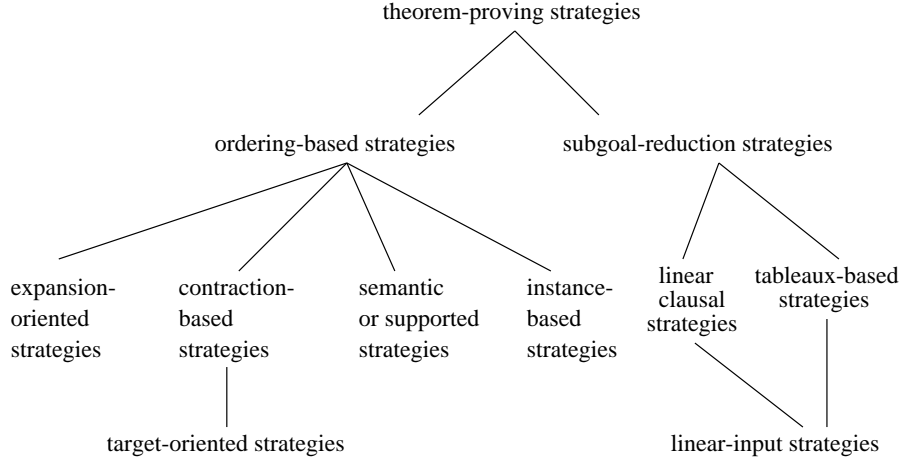 theorem-proving strategies
ordering-based strategies
subgoal-reduction strategies
expansion-
oriented
strategies
contraction-
based
strategies
semantic
or supported
strategies
instance-
based
strategies
linear
clausal
strategies
tableaux-based
strategies
target-oriented strategies
linear-input strategies